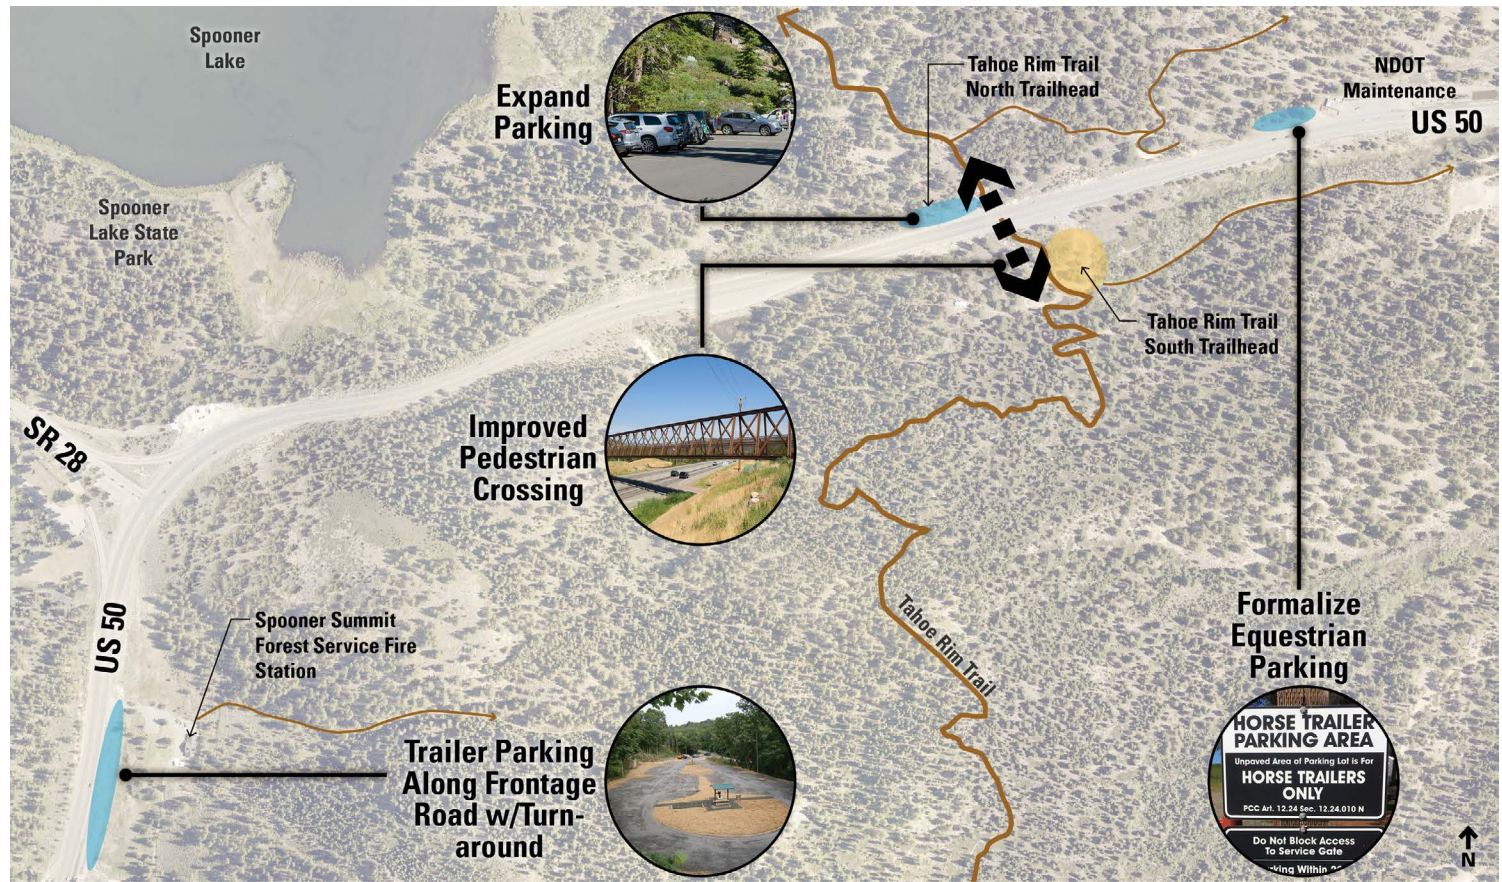 Spooner
Lake
Expand
Parking
Tahoe Rim Trail
North Trailhead
NDOT
Maintenance
US 50
Spooner
Lake State
Park
Tahoe Rim Trail
South Trailhead
SR 28
Improved
Pedestrian
Crossing
US 50
Spooner Summit
Forest Service Fire
Station
Tahoe Rim Trail
Formalize
Equestrian
Parking
Trailer Parking
Along Frontage
Road w/Turn-
around
HORSE TRAILER
PARKING AREA
Unpaved Area of Parking Lot is For
HORSE TRAILERS
ONLY
PCC Art. 12.24 Sec. 12.24.010 N
Do Not Block Access
To Service Gate
Within
N